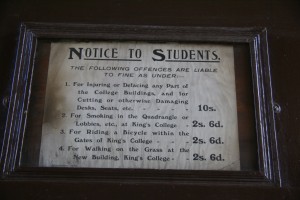 NOTICE TO STUDENTS.
THE FOLLOWING OFFENCES ARE LIABLE
TO FINE AS UNDER—
1. For Injuring or Defacing any Part of
the College Buildings, and for
Cutting or otherwise Damaging
Desks, Seats, etc. - - - 10s.
2. For Smoking in the Quadrangle or
Lobbies, etc., at King's College - 2s. 6d.
3. For Riding a Bicycle within the
Gates of King's College - - - 2s. 6d.
4. For Walking on the Grass at the
New Building, King's College - 2s. 6d.